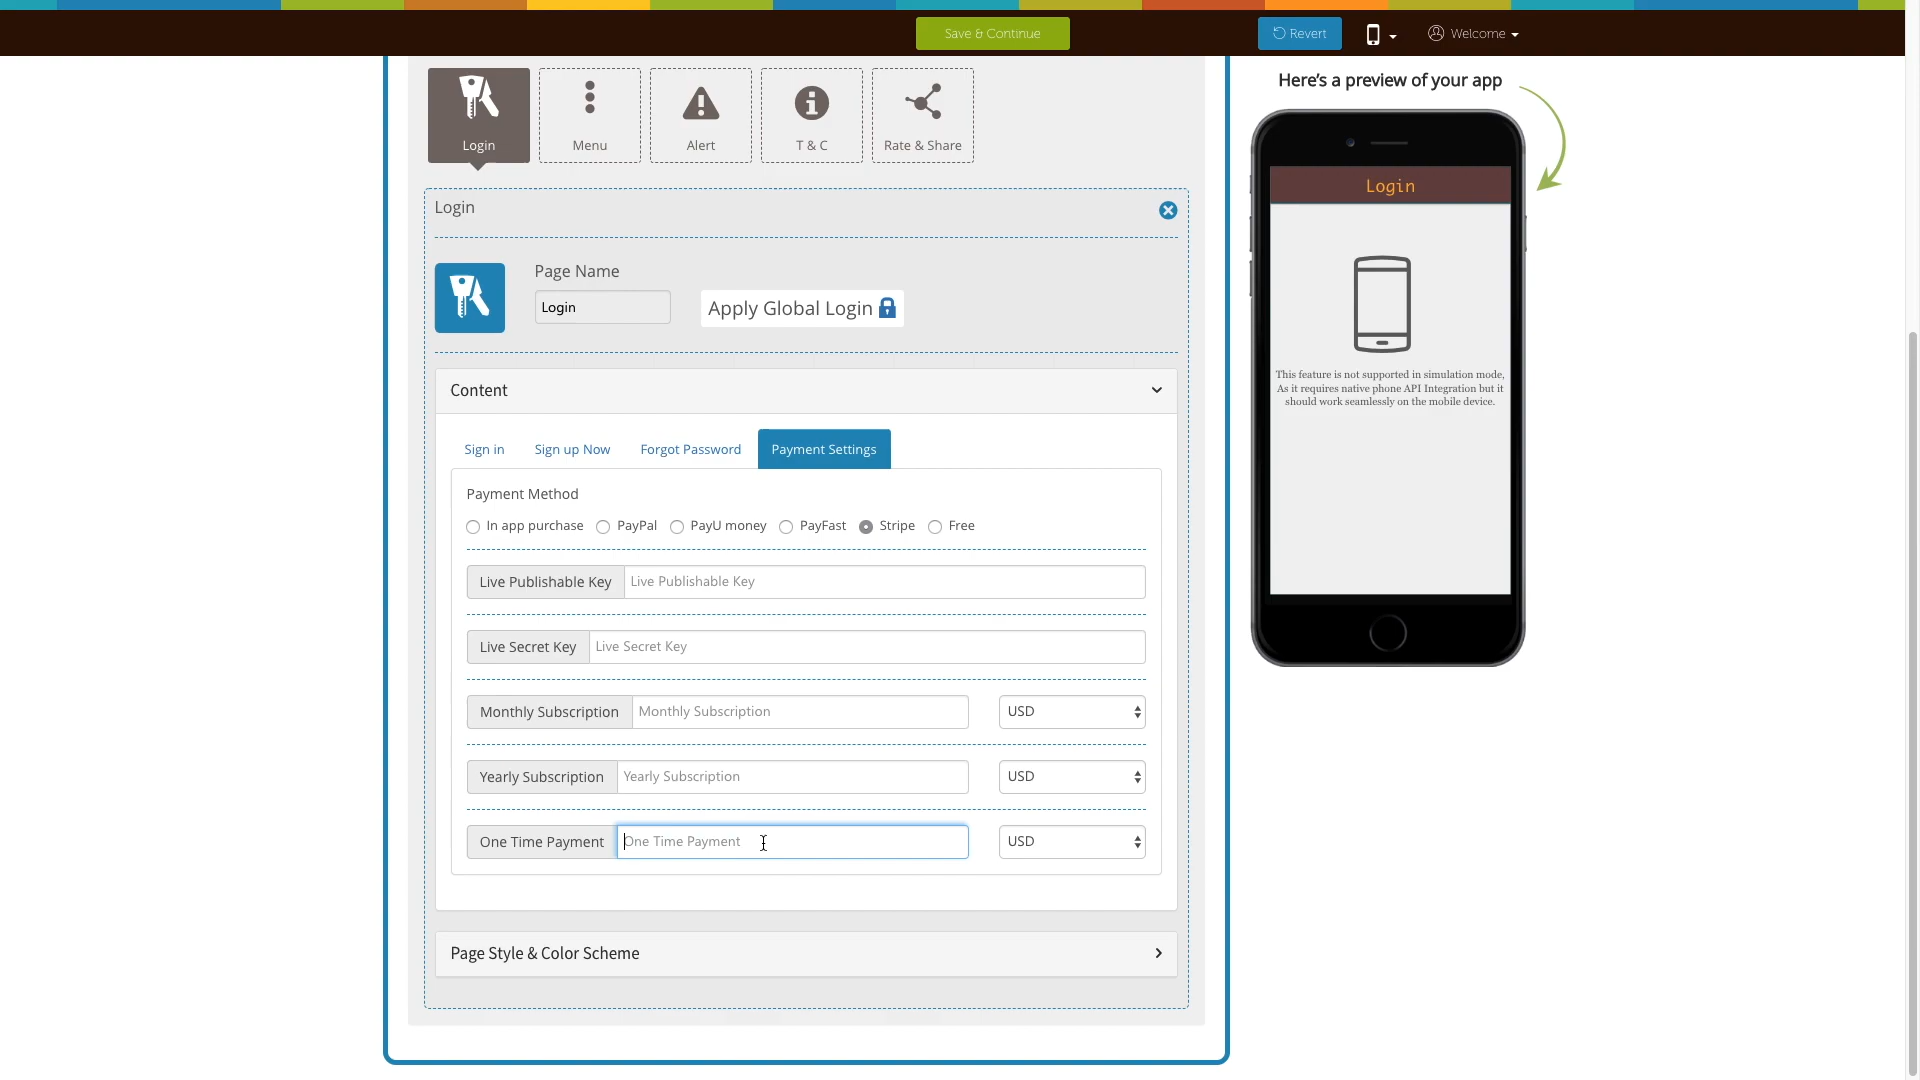 Save & Continue
Revert
Welcome
Login
Menu
Alert
T & C
Rate & Share
Here's a preview of your app
Login
Page Name
Login
Apply Global Login
Content
Sign in
Sign up Now
Forgot Password
Payment Settings
Payment Method
In app purchase
PayPal
PayU money
PayFast
Stripe
Free
Live Publishable Key
Live Publishable Key
Live Secret Key
Live Secret Key
Monthly Subscription
Monthly Subscription
USD
Yearly Subscription
Yearly Subscription
USD
One Time Payment
One Time Payment
USD
Page Style & Color Scheme
Login
This feature is not supported in simulation mode,
As it requires native phone API Integration but it
should work seamlessly on the mobile device.